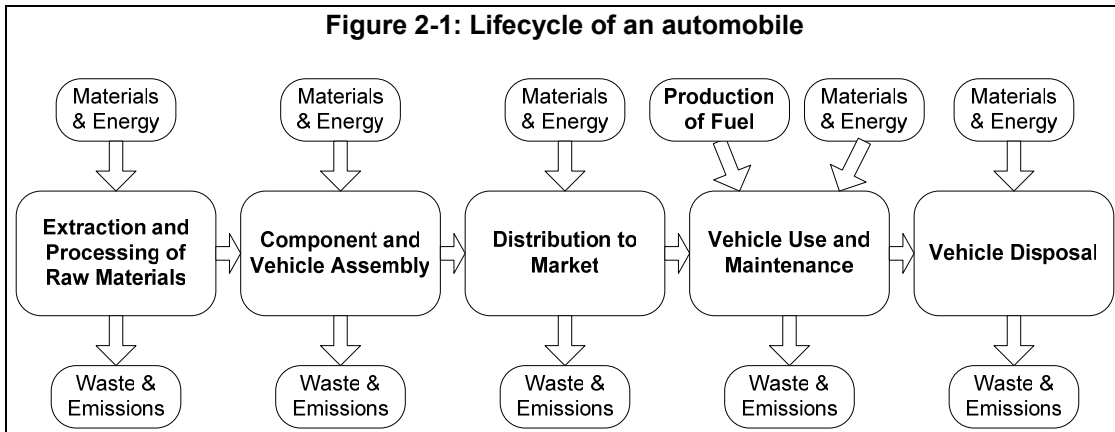 Figure 2-1: Lifecycle of an automobile
Materials
& Energy
Materials
& Energy
Materials
& Energy
Production
of Fuel
Materials
& Energy
Materials
& Energy
Extraction and
Processing of
Raw Materials
Component and
Vehicle Assembly
Distribution to
Market
Vehicle Use and
Maintenance
Vehicle Disposal
Waste &
Emissions
Waste &
Emissions
Waste &
Emissions
Waste &
Emissions
Waste &
Emissions